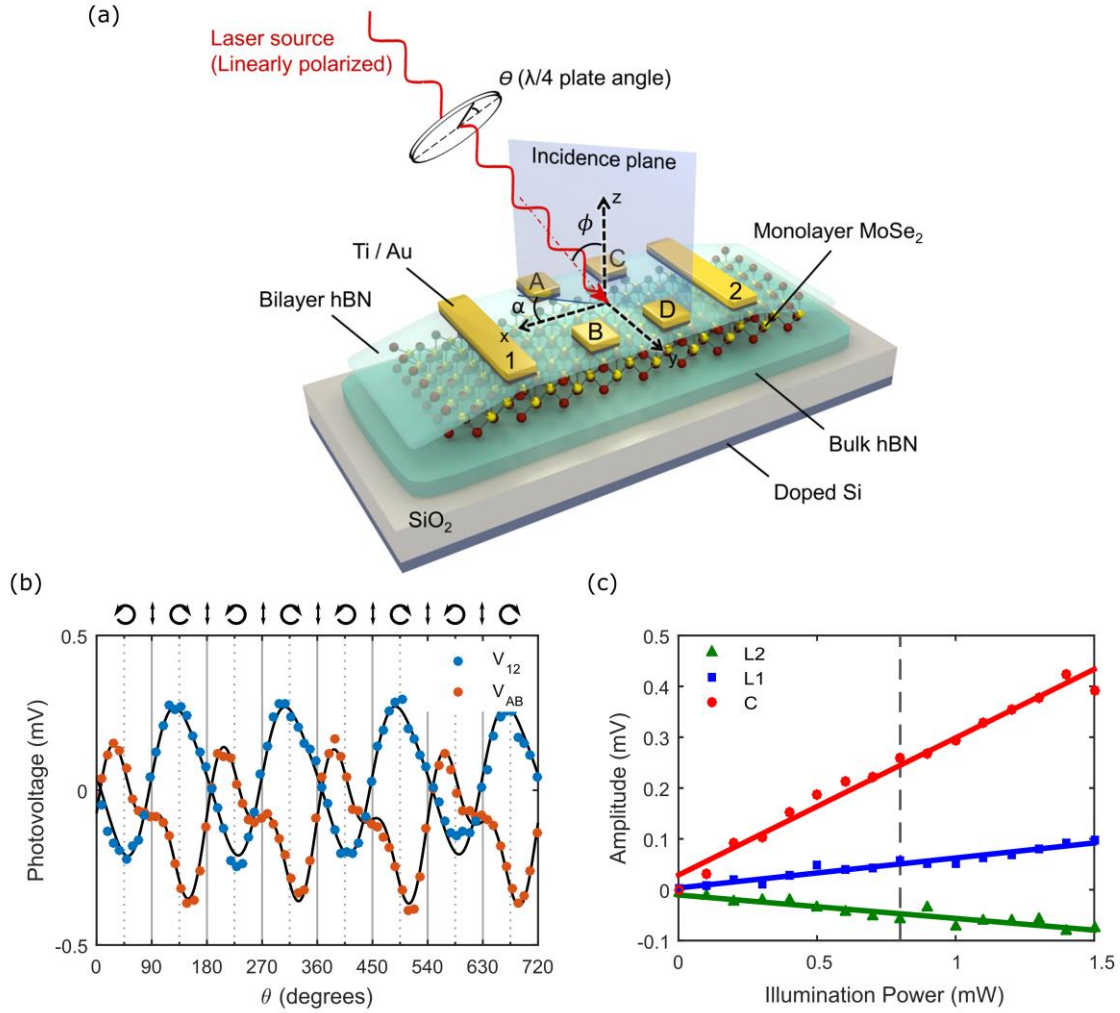 (a)
Laser source
(Linearly polarized)
Θ (λ/4 plate angle)
Incidence plane
z
ϕ
Monolayer MoSe₂
Ti / Au
C
A
2
Bilayer hBN
α
D
x
B
1
y
Bulk hBN
Doped Si
SiO₂
(b)
0.5
V₁₂
V_AB
Photovoltage (mV)
0
-0.5
0 90 180 270 360 450 540 630 720
θ (degrees)
(c)
0.5
L2
L1
C
0.4
0.3
0.2
0.1
0
-0.1
Amplitude (mV)
0 0.5 1 1.5
Illumination Power (mW)